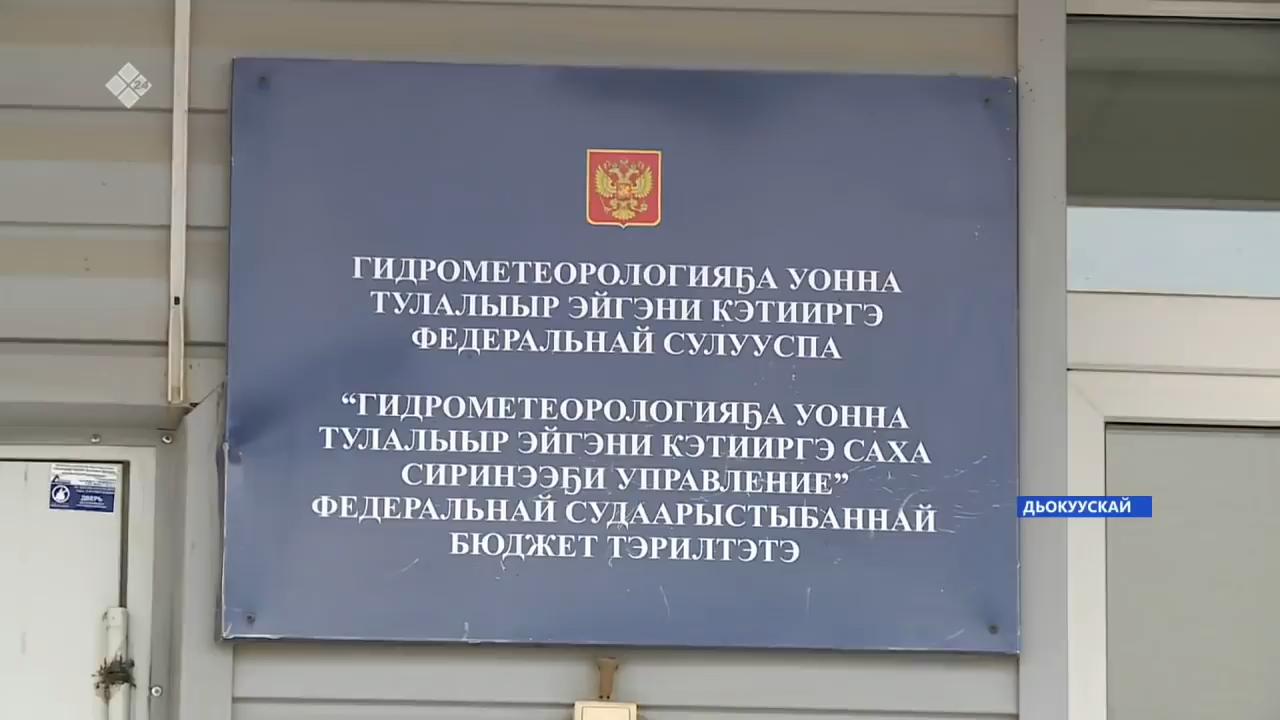 24
ГИДРОМЕТЕОРОЛОГИЯҔА УОННА
ТУЛАЛЫЫР ЭЙГЭНИ КЭТИИРГЭ
ФЕДЕРАЛЬНАЙ СУЛУУСПА
“ГИДРОМЕТЕОРОЛОГИЯҔА УОННА
ТУЛАЛЫЫР ЭЙГЭНИ КЭТИИРГЭ САХА
СИРИНЭЭҔИ УПРАВЛЕНИЕ”
ФЕДЕРАЛЬНАЙ СУДААРЫСТЫБАННАЙ
БЮДЖЕТ ТЭРИЛТЭТЭ
ДВЕРЬ
ДЬОКУУСКАЙ